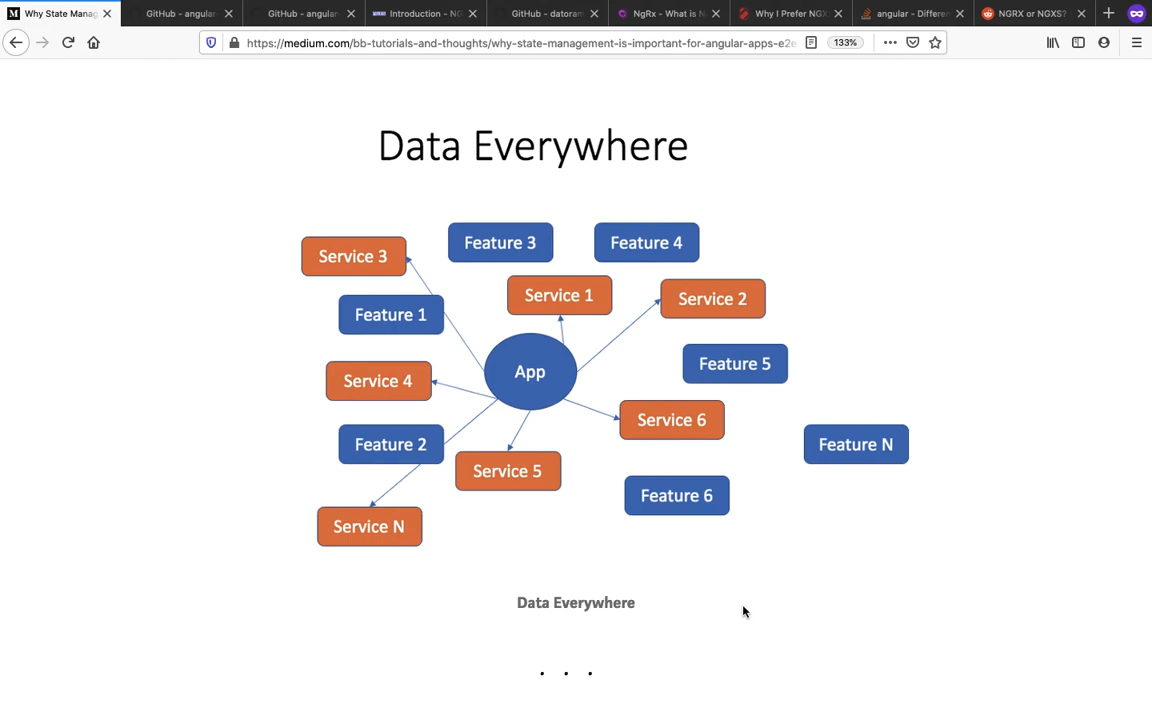 Why State Manag
GitHub - angular
GitHub - angular
Introduction - NG
GitHub - datoram
NgRx - What is N
Why I Prefer NGX
angular - Differen
NGRX or NGXS?
https://medium.com/bb-tutorials-and-thoughts/why-state-management-is-important-for-angular-apps-e2e
133%
Data Everywhere
Feature 3
Feature 4
Service 3
Service 1
Service 2
Feature 1
Feature 5
App
Service 4
Service 6
Feature 2
Feature N
Service 5
Feature 6
Service N
Data Everywhere
. . .